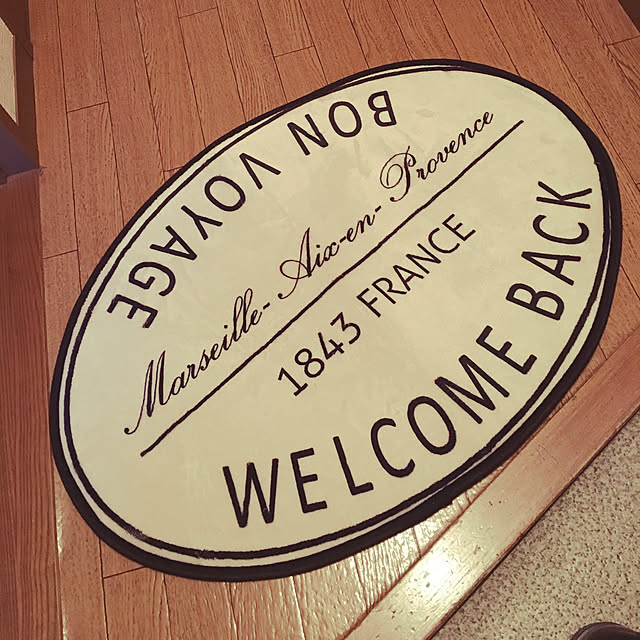 BON VOYAGE
Marseille- Aix-en- Provence
1843 FRANCE
WELCOME BACK